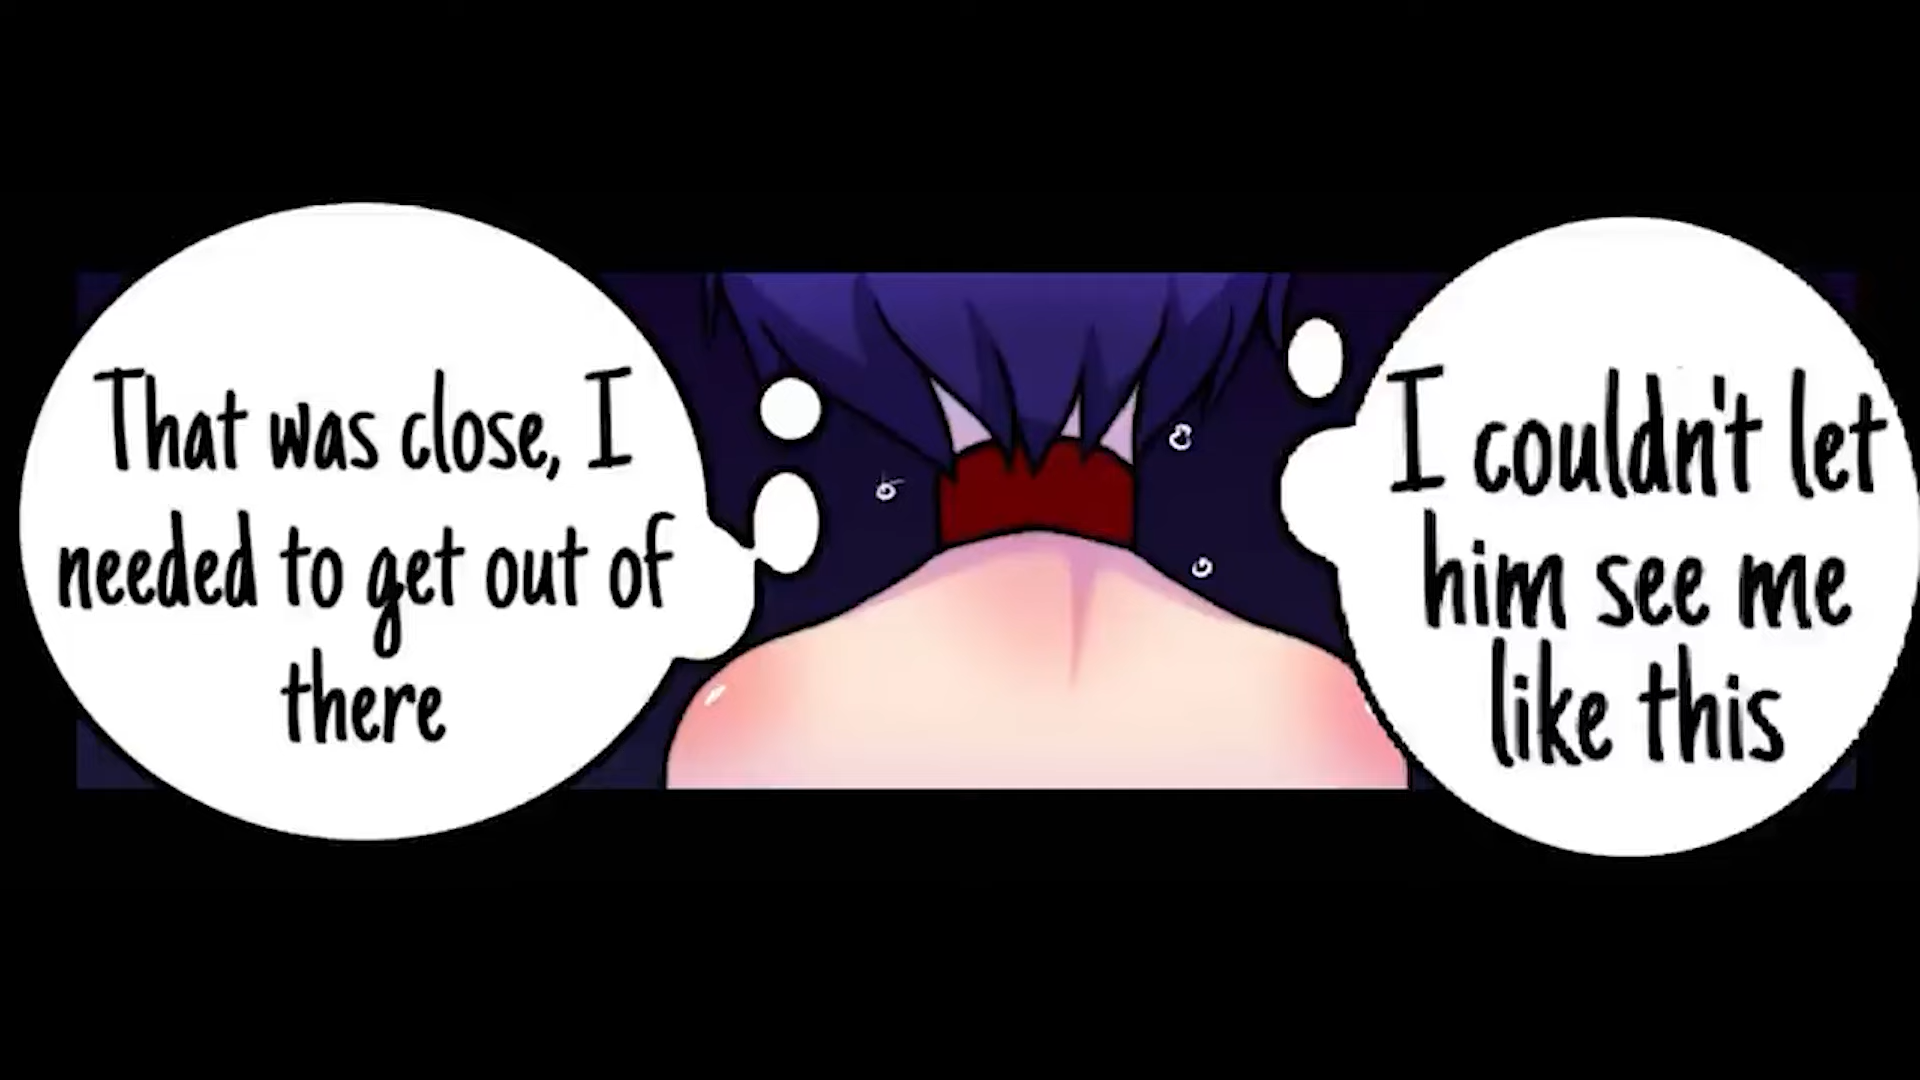 That was close, I
needed to get out of
there
I couldn't let
him see me
like this